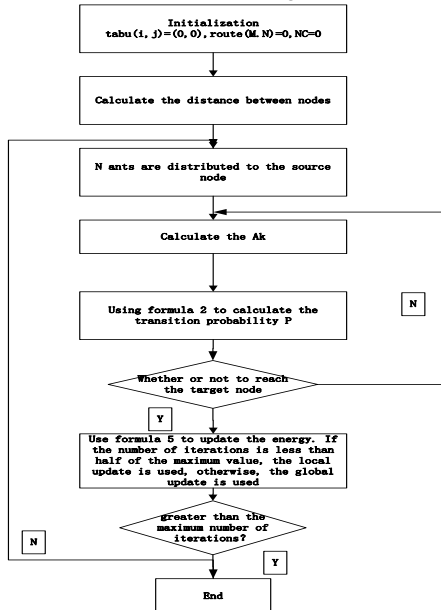 Initialization
tabu(i, j)=(0, 0), route(M.N)=0, NC=0
Calculate the distance between nodes
N ants are distributed to the source
node
Calculate the Ak
Using formula 2 to calculate the
transition probability P
N
Whether or not to reach
the target node
Y
Use formula 5 to update the energy. If
the number of iterations is less than
half of the maximum value, the local
update is used, otherwise, the global
update is used
greater than the
maximum number of
iterations?
N
Y
End